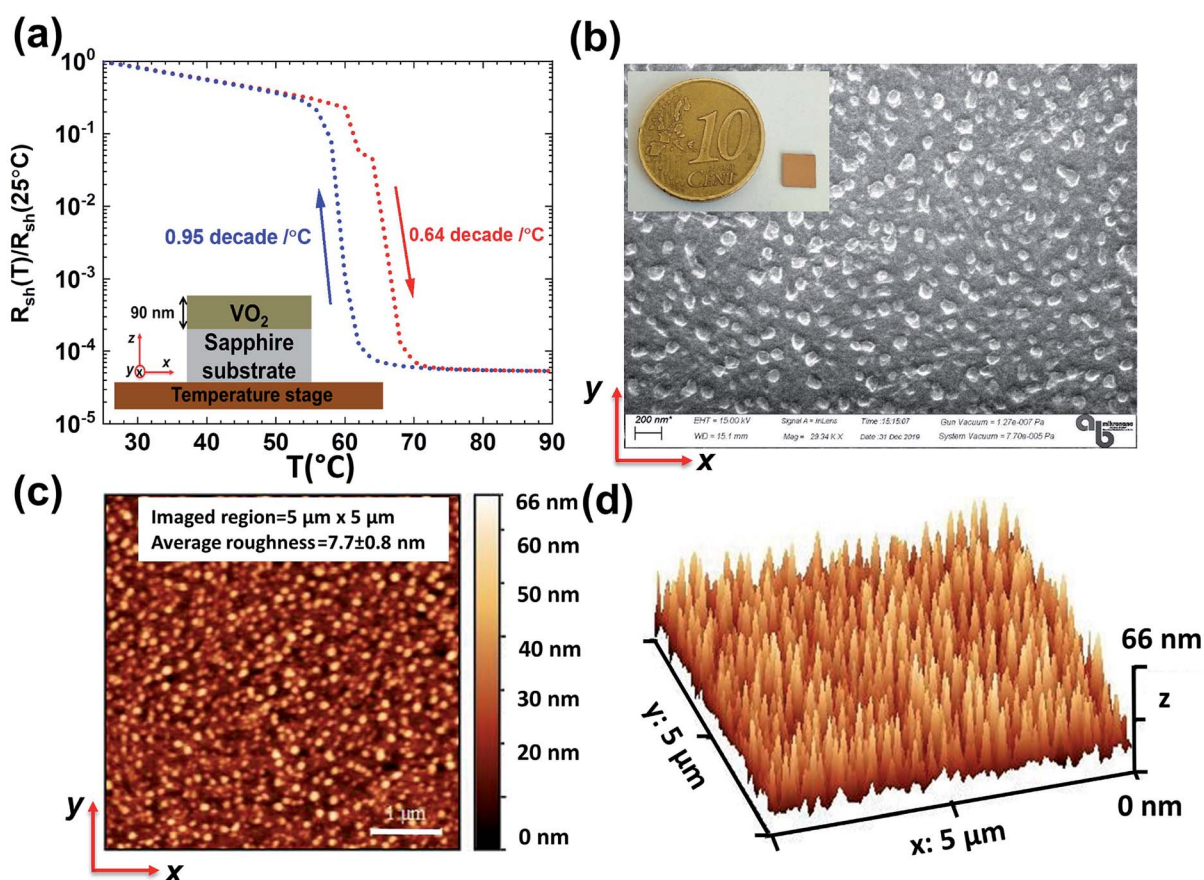 (a)
10⁰
10⁻¹
10⁻²
10⁻³
10⁻⁴
10⁻⁵
R_sh(T)/R_sh(25°C)
0.95 decade /°C
0.64 decade /°C
90 nm
VO₂
Sapphire
substrate
Temperature stage
z
y
x
x
30 40 50 60 70 80 90
T(°C)
(b)
10
CENT
y
x
200 nm*
EHT = 15.00 kV
Signal A = InLens
Time :15:15:07
Gun Vacuum = 1.27e-007 Pa
WD = 15.1 mm
Mag = 29.34 K X
Date :31 Dec 2019
System Vacuum = 7.70e-005 Pa
ab
(c)
Imaged region=5 μm x 5 μm
Average roughness=7.7±0.8 nm
66 nm
60 nm
50 nm
40 nm
30 nm
20 nm
0 nm
1 μm
y
x
(d)
66 nm
z
0 nm
y: 5 μm
x: 5 μm